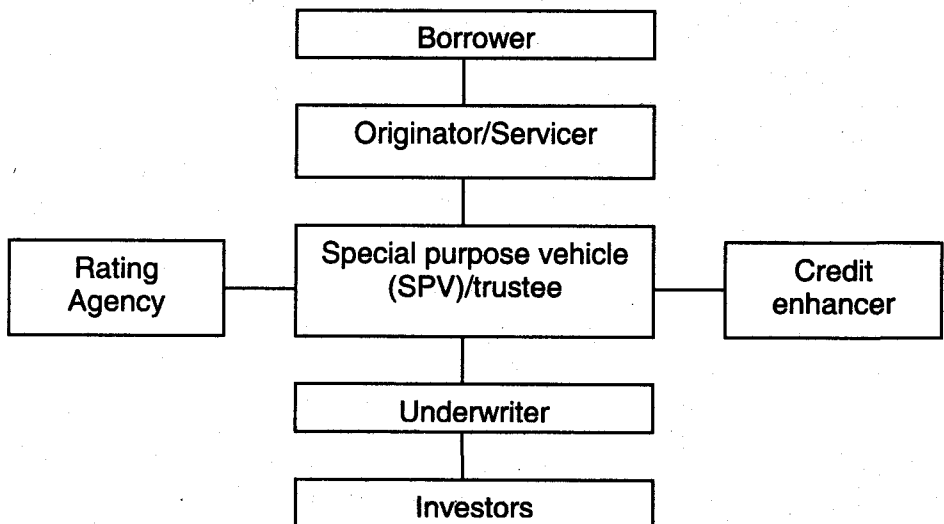 Borrower
Originator/Servicer
Rating
Agency
Special purpose vehicle
(SPV)/trustee
Credit
enhancer
Underwriter
Investors